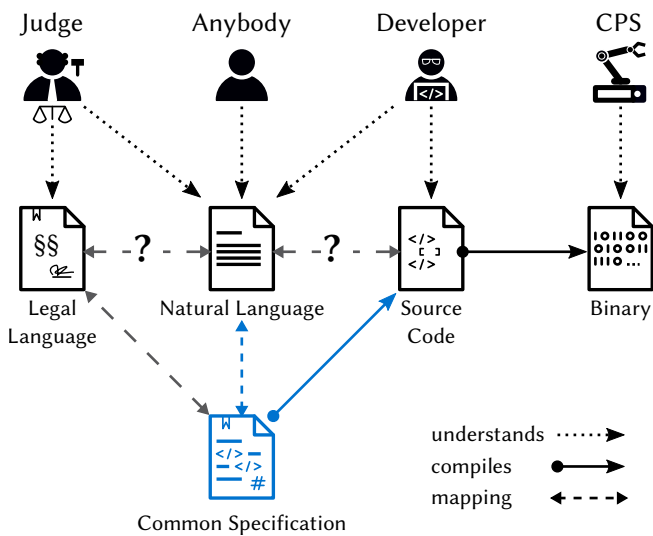 Judge
Anybody
Developer
CPS
</>
§§
</>
[ ]
</>
?
?
Legal
Language
Natural Language
Source
Code
Binary
</>
</>
#
Common Specification
understands
compiles
mapping